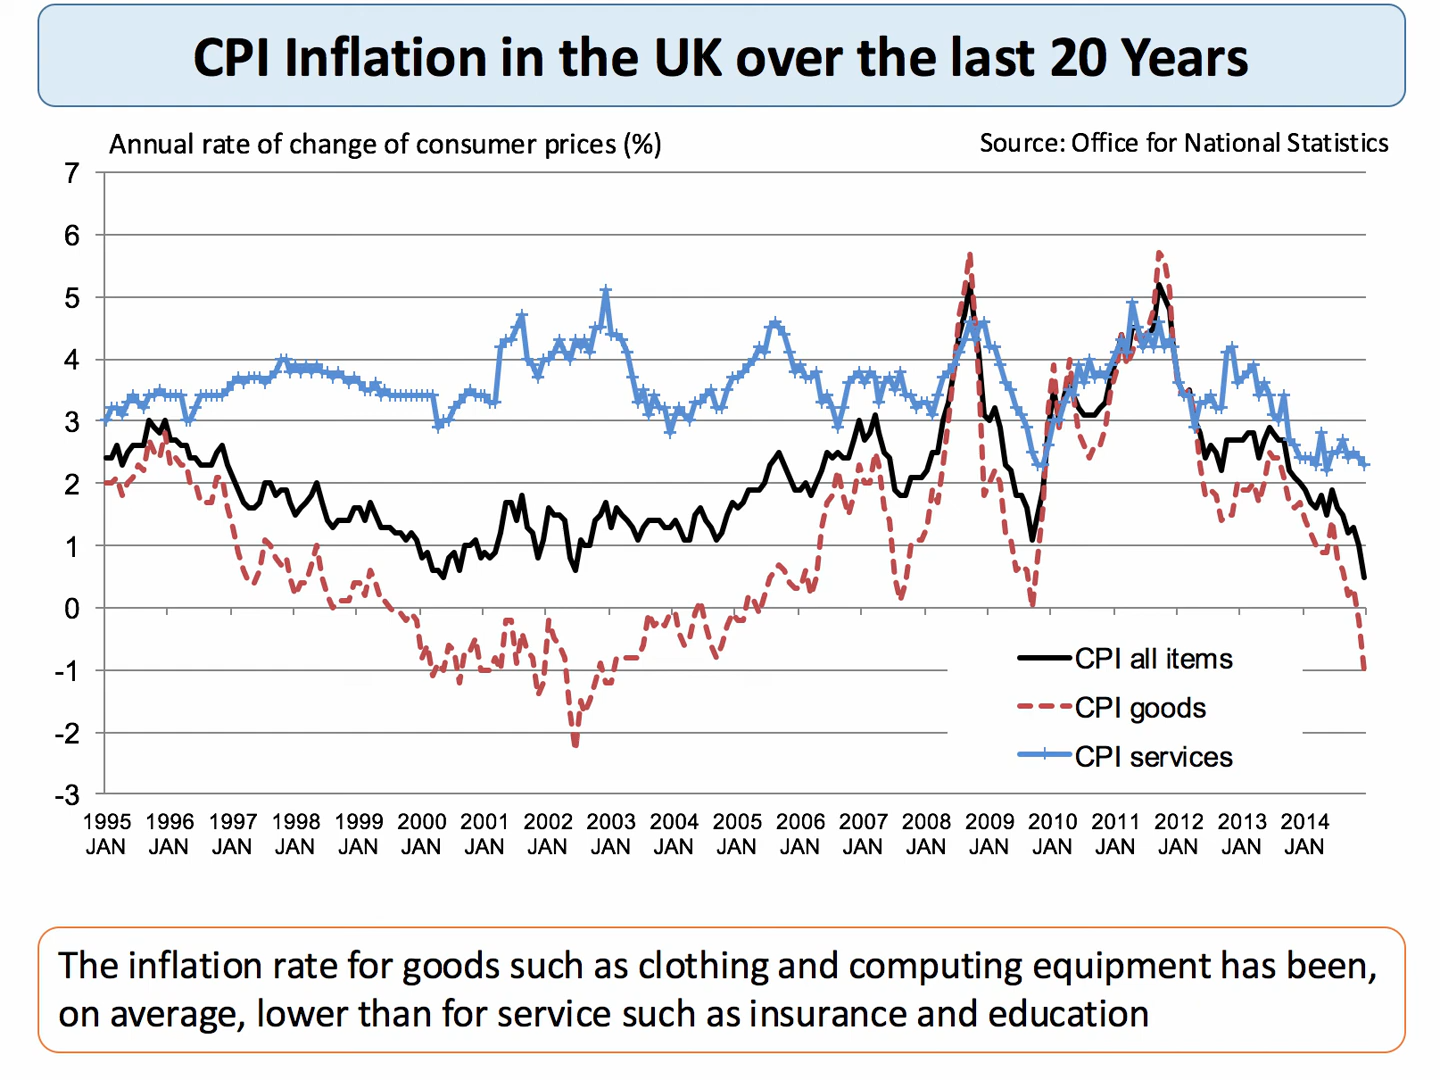 CPI Inflation in the UK over the last 20 Years
Annual rate of change of consumer prices (%)
Source: Office for National Statistics
7
6
5
4
3
2
1
0
-1
-2
-3
CPI all items
CPI goods
CPI services
1995 1996 1997 1998 1999 2000 2001 2002 2003 2004 2005 2006 2007 2008 2009 2010 2011 2012 2013 2014
JAN JAN JAN JAN JAN JAN JAN JAN JAN JAN JAN JAN JAN JAN JAN JAN JAN JAN JAN JAN
The inflation rate for goods such as clothing and computing equipment has been,
on average, lower than for service such as insurance and education